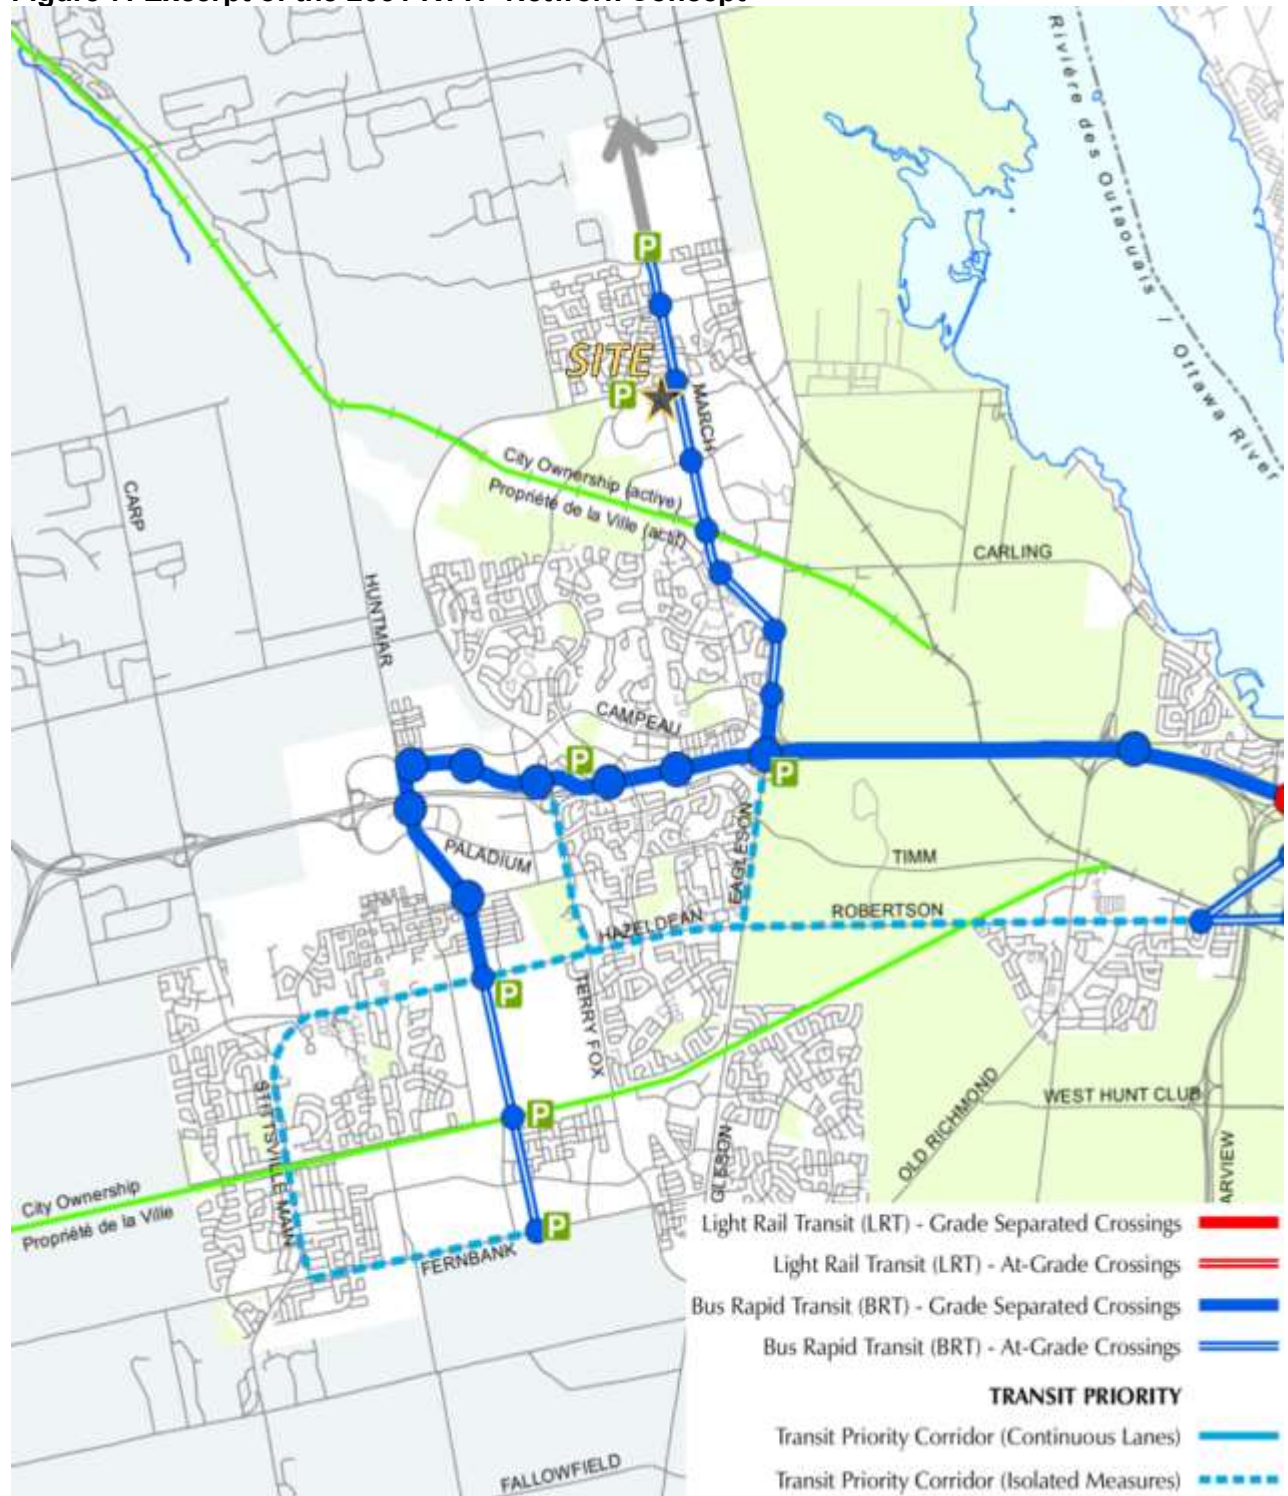 Rivière des Outaouais / Ottawa River
P
SITE
P
MARCH
City Ownership (active)
Propriété de la Ville (actif)
CARP
CARLING
HUNTMAR
CAMPEAU
P
P
PALADIUM
EAGLESON
TIMM
HAZELDEAN
ROBERTSON
P
TERRY FOX
STITTSVILLE MAIN
P
OLD RICHMOND
WEST HUNT CLUB
GLESON
ARVIEW
City Ownership
Propriété de la Ville
P
FERNBANK
FALLOWFIELD
Light Rail Transit (LRT) - Grade Separated Crossings
Light Rail Transit (LRT) - At-Grade Crossings
Bus Rapid Transit (BRT) - Grade Separated Crossings
Bus Rapid Transit (BRT) - At-Grade Crossings
TRANSIT PRIORITY
Transit Priority Corridor (Continuous Lanes)
Transit Priority Corridor (Isolated Measures)